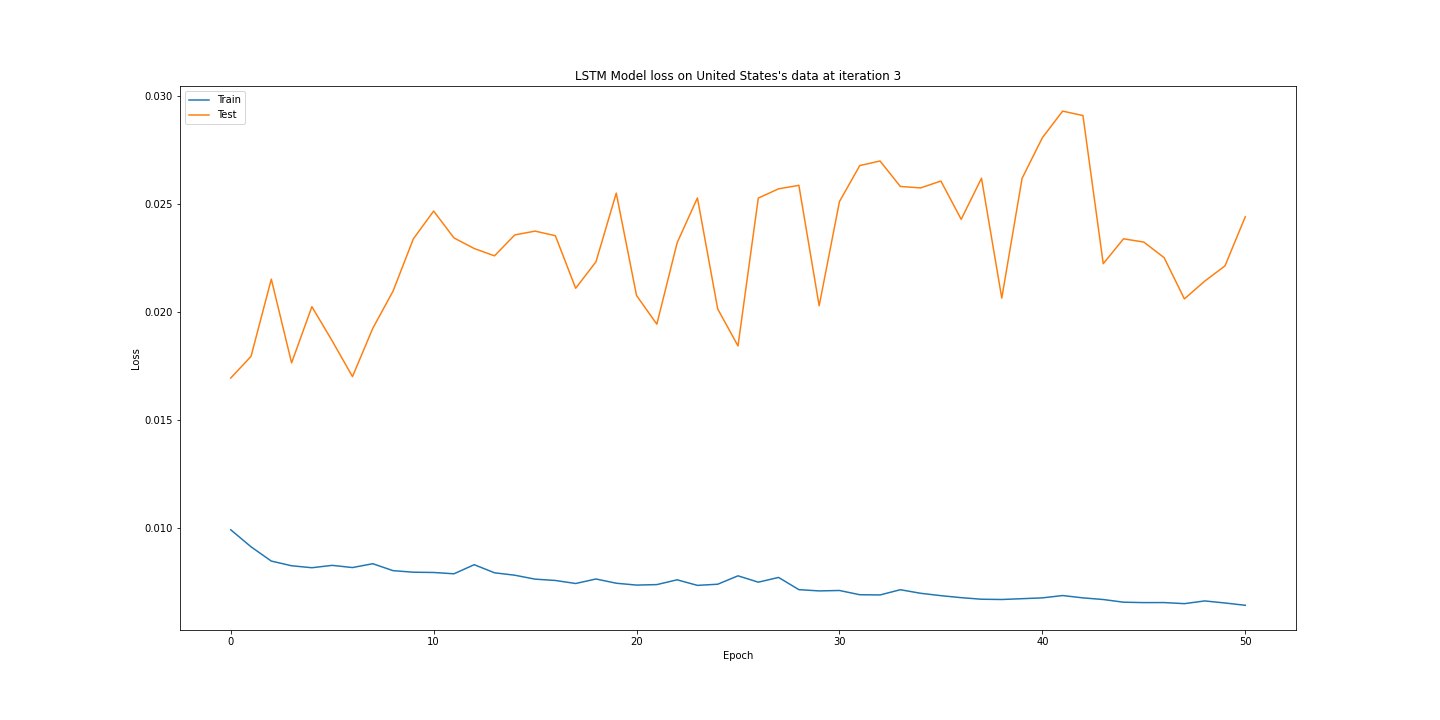 LSTM Model loss on United States's data at iteration 3
Train
Test
0.030
0.025
0.020
0.015
0.010
Loss
0 10 20 30 40 50
Epoch